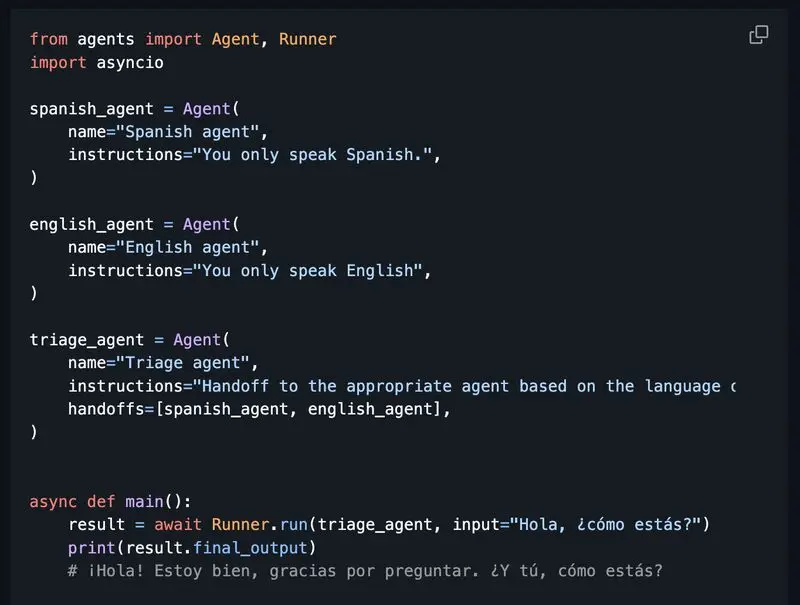 from agents import Agent, Runner
import asyncio

spanish_agent = Agent(
    name="Spanish agent",
    instructions="You only speak Spanish.",
)

english_agent = Agent(
    name="English agent",
    instructions="You only speak English",
)

triage_agent = Agent(
    name="Triage agent",
    instructions="Handoff to the appropriate agent based on the language
    handoffs=[spanish_agent, english_agent],
)


async def main():
    result = await Runner.run(triage_agent, input="Hola, ¿cómo estás?")
    print(result.final_output)
    # ¡Hola! Estoy bien, gracias por preguntar. ¿Y tú, cómo estás?